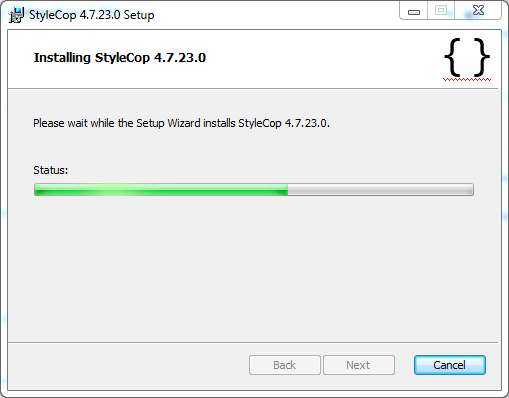 StyleCop 4.7.23.0 Setup
Installing StyleCop 4.7.23.0
{ }
Please wait while the Setup Wizard installs StyleCop 4.7.23.0.
Status:
Back Next Cancel